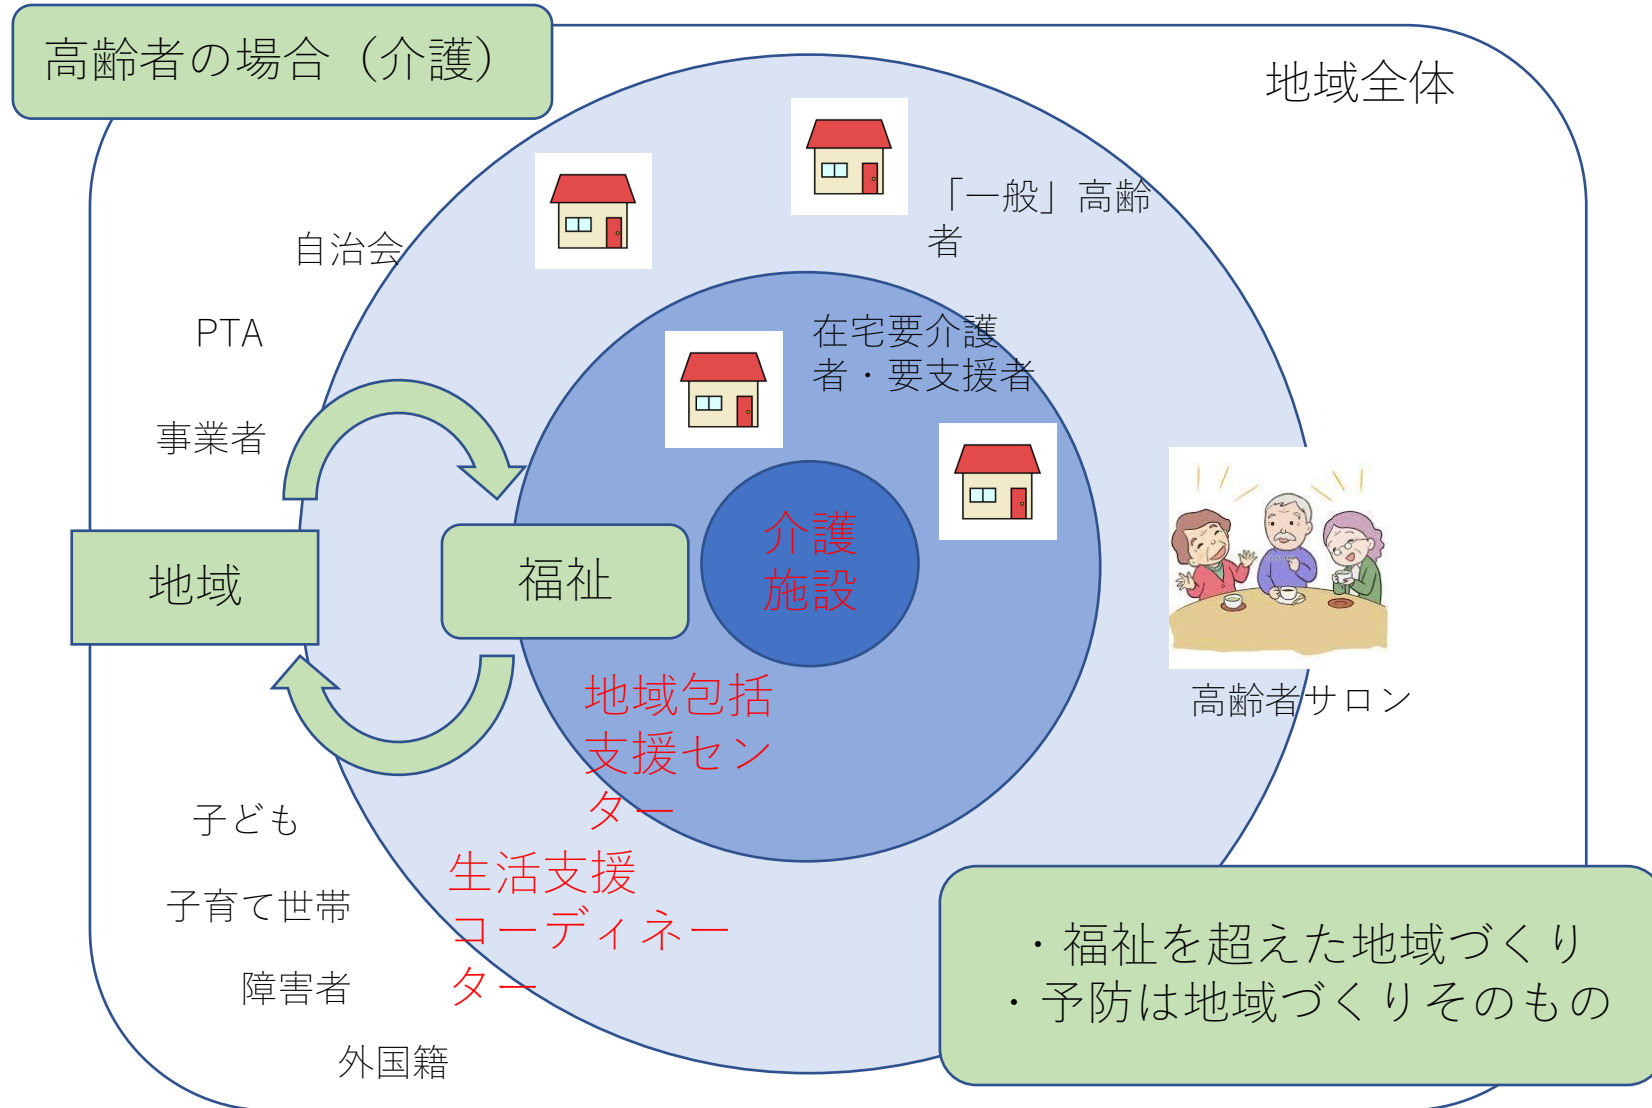 高齢者の場合（介護）
地域全体
「一般」高齢
者
自治会
PTA
在宅要介護
者・要支援者
事業者
介護
施設
地域
福祉
地域包括
支援セン
ター
高齢者サロン
子ども
生活支援
コーディネー
ター
子育て世帯
障害者
外国籍
・福祉を超えた地域づくり
・予防は地域づくりそのもの